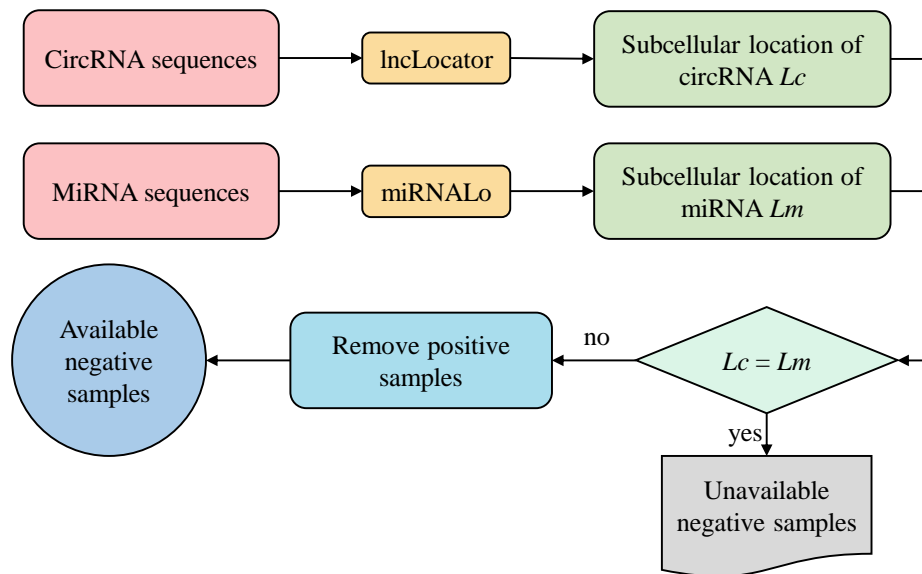 CircRNA sequences
lncLocator
Subcellular location of
circRNA Lc
MiRNA sequences
miRNALo
Subcellular location of
miRNA Lm
Available
negative
samples
Remove positive
samples
no
Lc = Lm
yes
Unavailable
negative samples